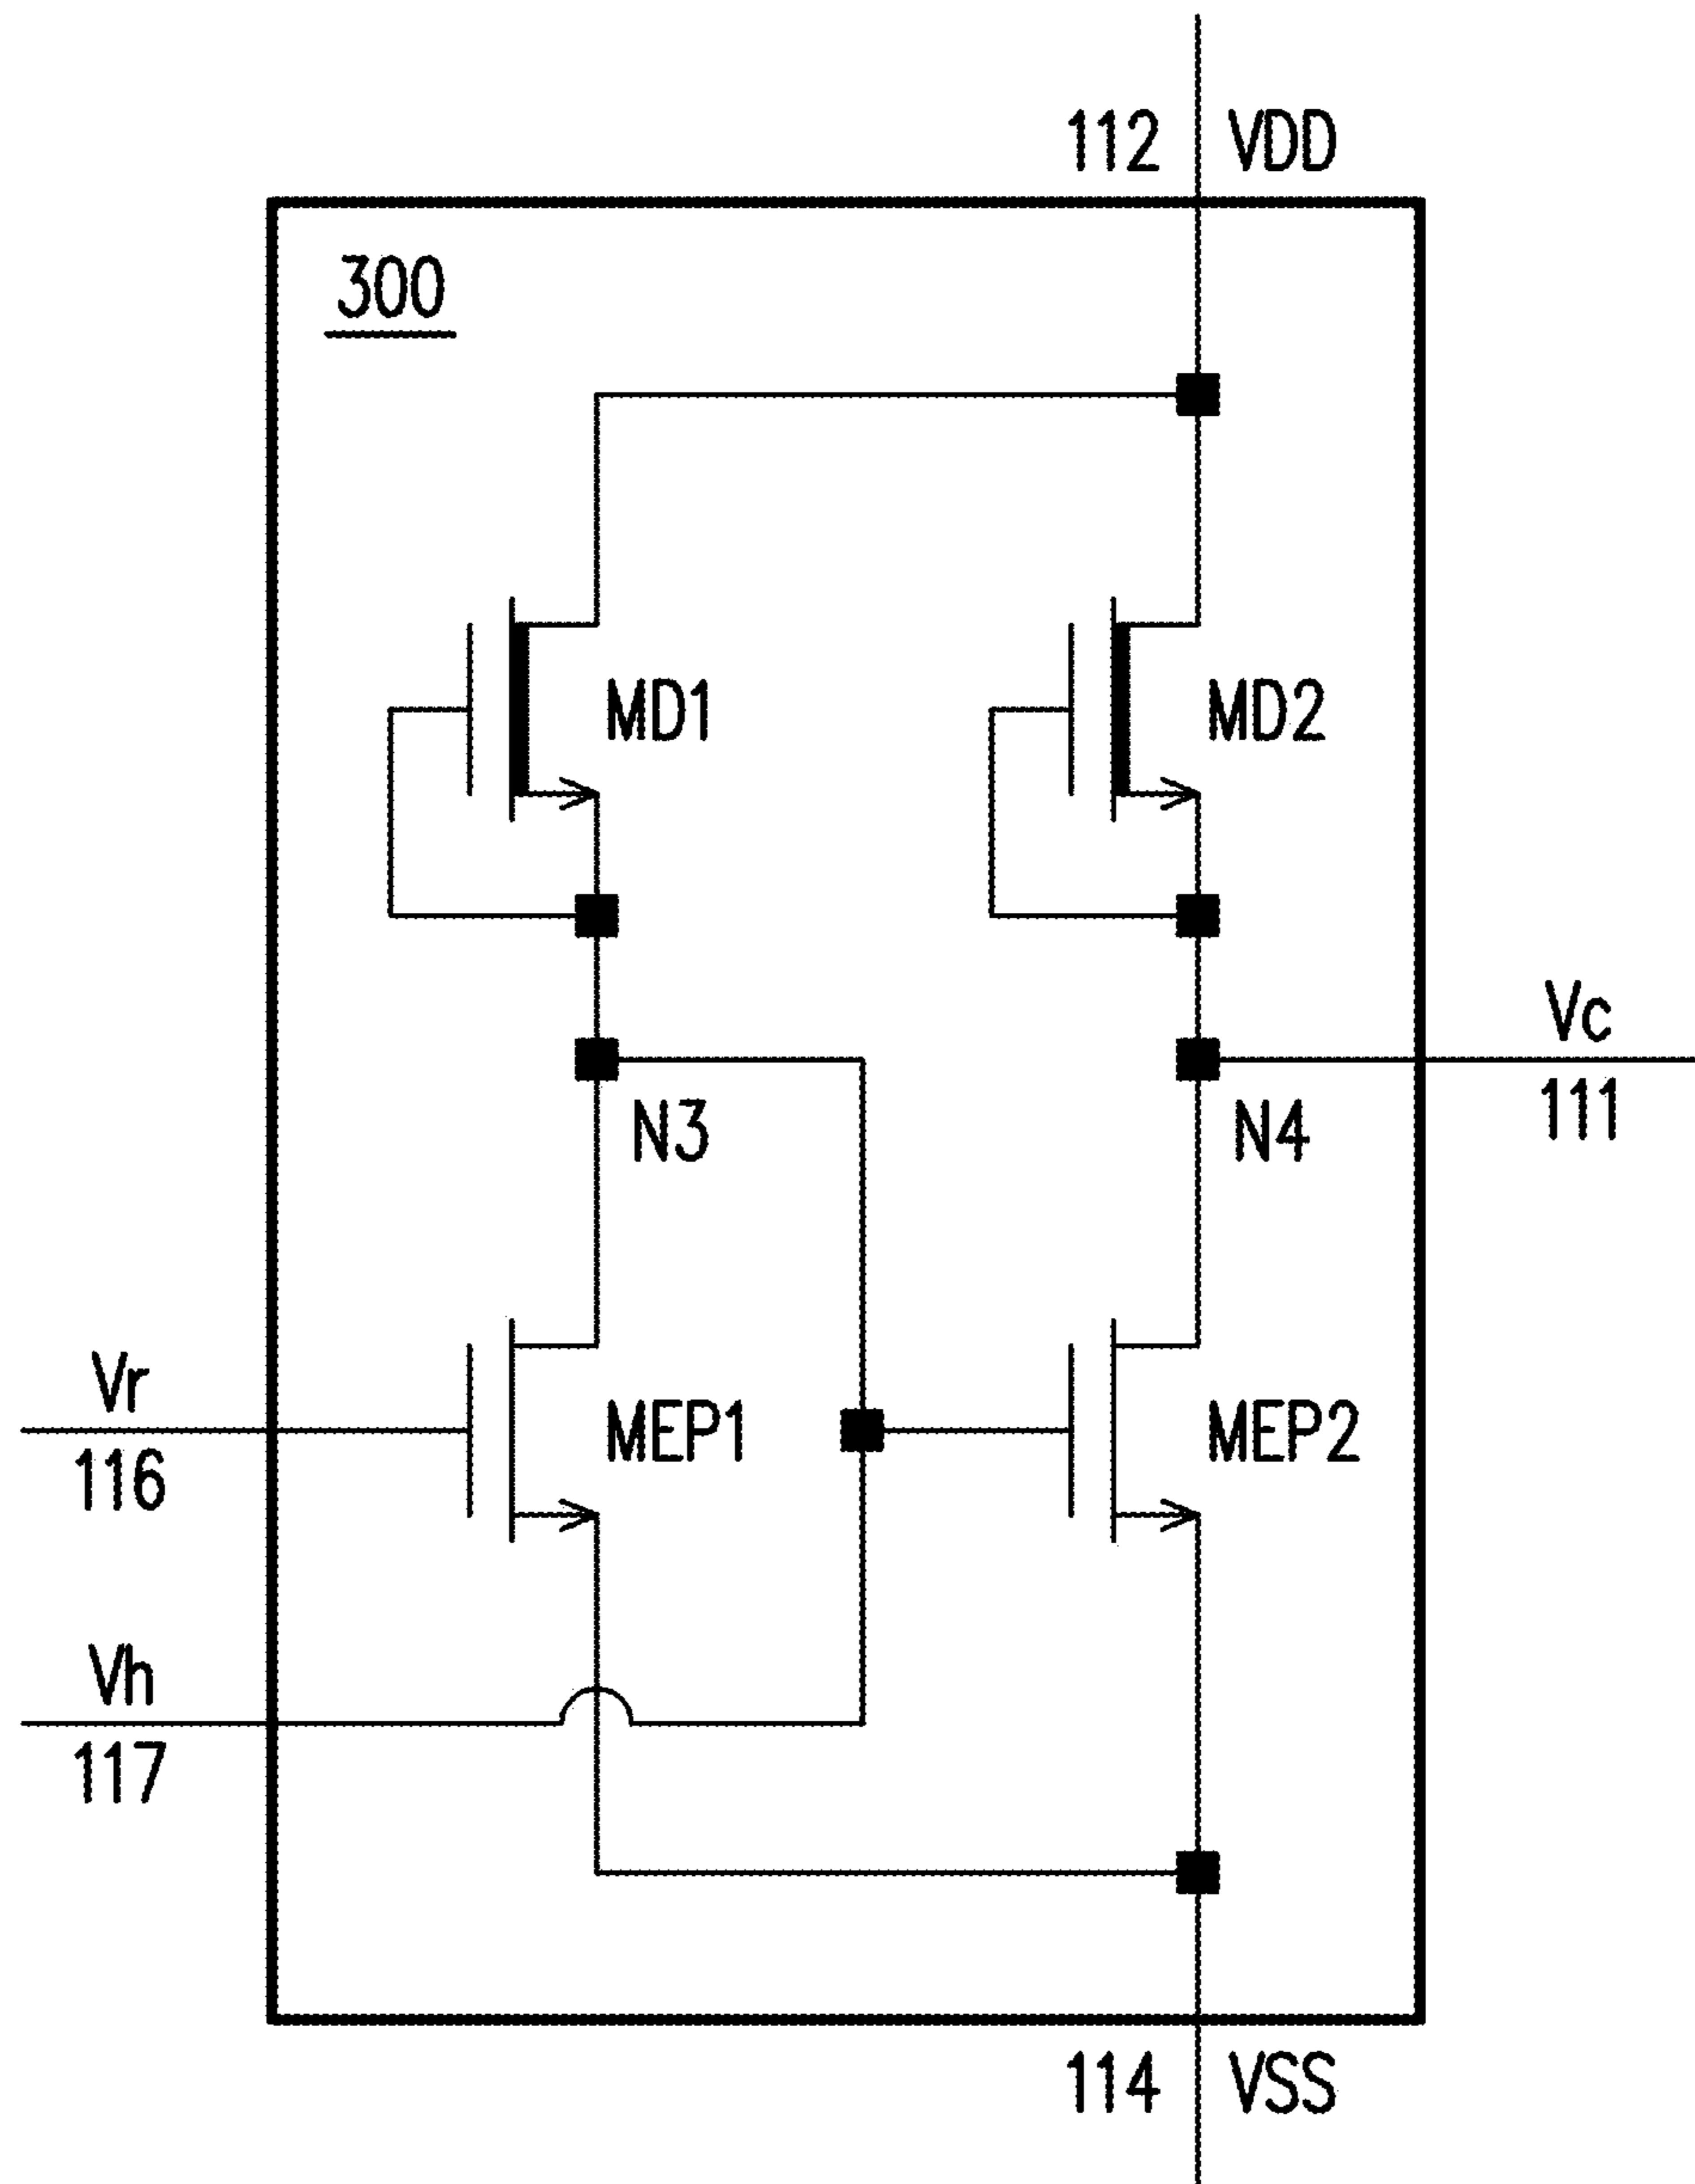 112 VDD
300
MD1 MD2
Vc
N3 N4 111
Vr MEP1 MEP2
116
Vh
117
114 VSS